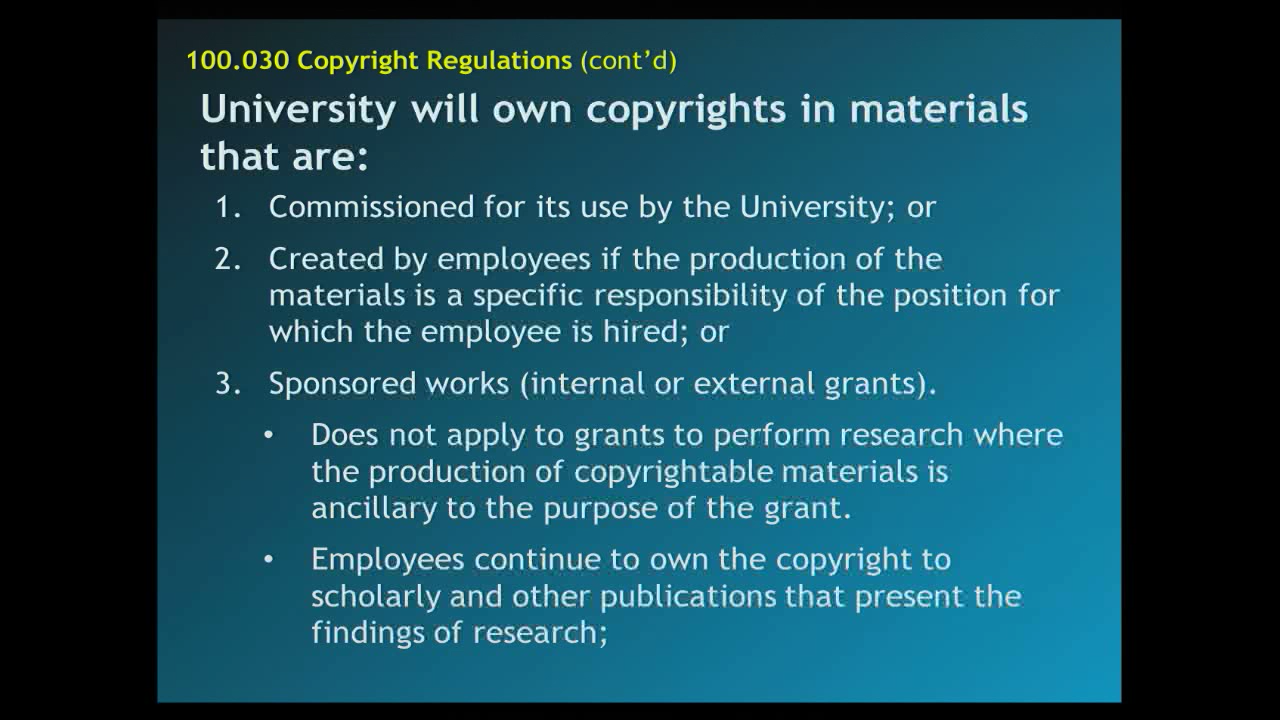 100.030 Copyright Regulations (cont’d)
University will own copyrights in materials
that are:
1. Commissioned for its use by the University; or
2. Created by employees if the production of the
materials is a specific responsibility of the position for
which the employee is hired; or
3. Sponsored works (internal or external grants).
• Does not apply to grants to perform research where
the production of copyrightable materials is
ancillary to the purpose of the grant.
• Employees continue to own the copyright to
scholarly and other publications that present the
findings of research;